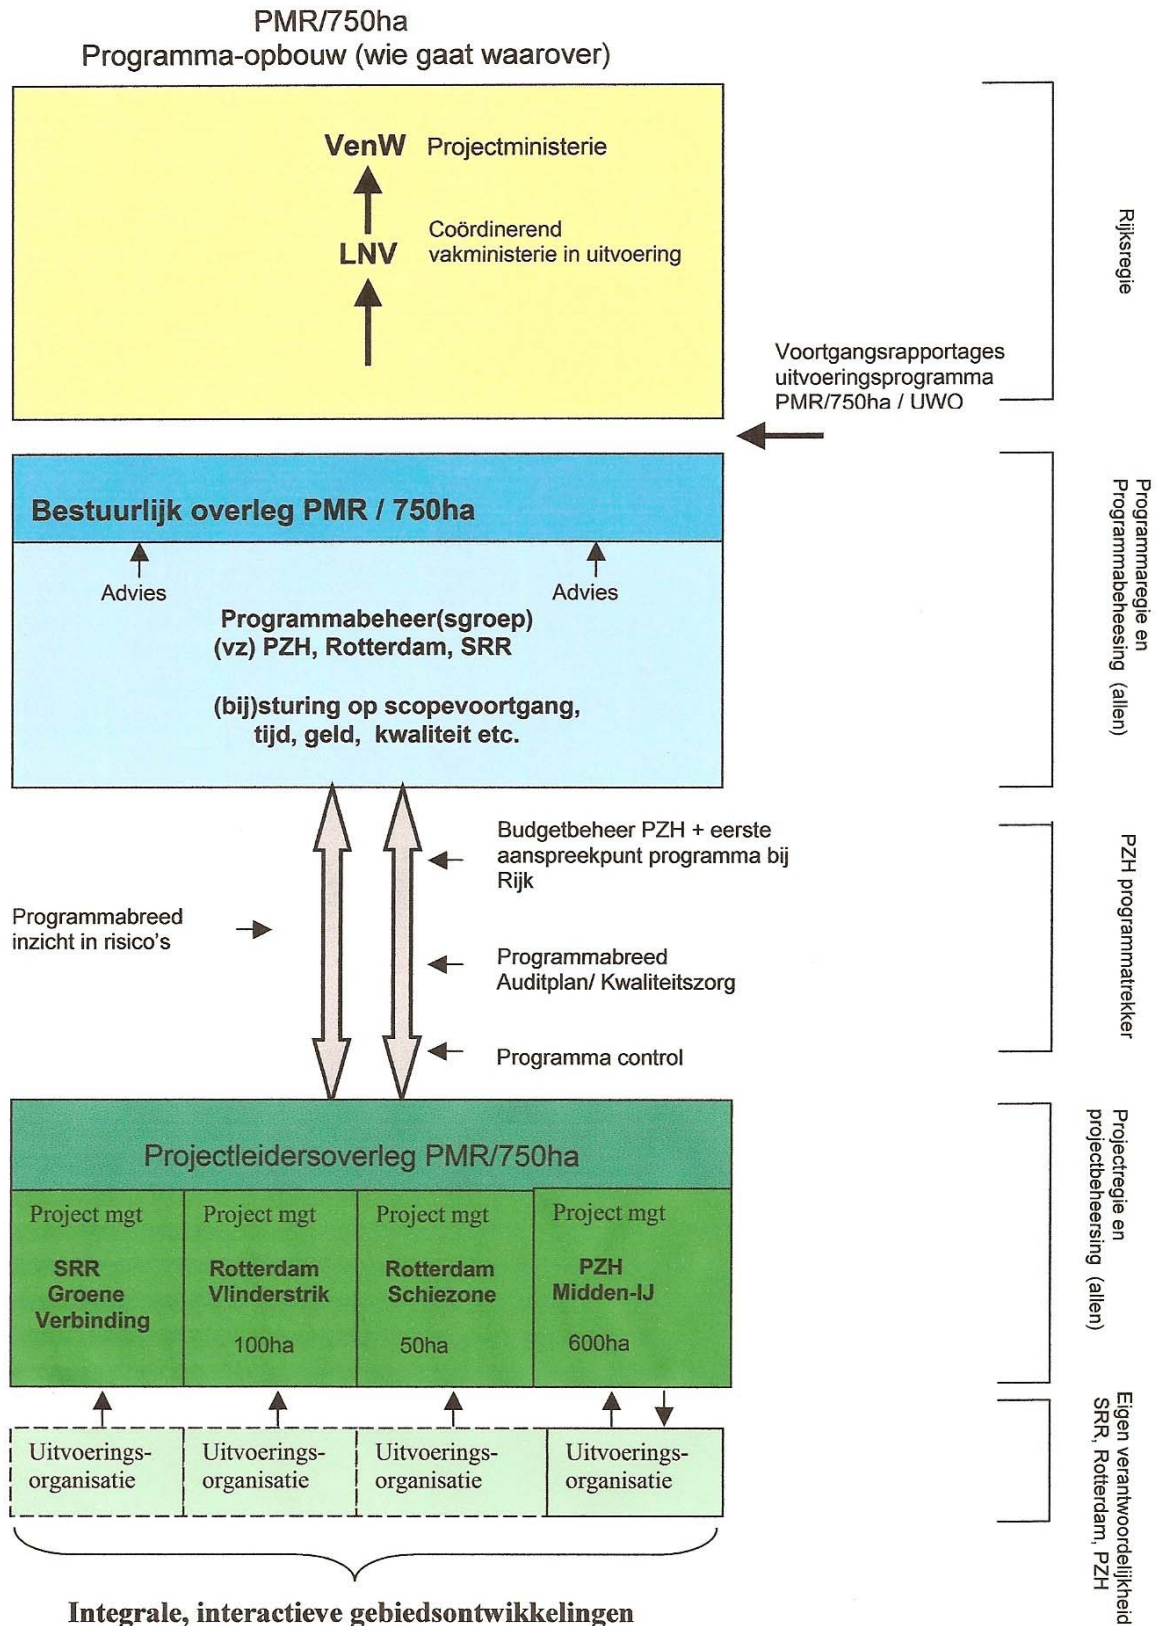 PMR/750ha
Programma-opbouw (wie gaat waarover)
VenW Projectministerie
Coördinerend
LNV vakministerie in uitvoering
Rijksregie
Voortgangsrapportages
uitvoeringsprogramma
PMR/750ha / UWO
Bestuurlijk overleg PMR / 750ha
Advies
Advies
Programmabeheer(sgroep)
(vz) PZH, Rotterdam, SRR
(bij)sturing op scopevoortgang,
tijd, geld, kwaliteit etc.
Programmaregie en
Programmabeheesing (allen)
Budgetbeheer PZH + eerste
aanspreekpunt programma bij
Rijk
Programmabreed
inzicht in risico's
Programmabreed
Auditplan/ Kwaliteitszorg
Programma control
PZH programmatrekker
Projectleidersoverleg PMR/750ha
Project mgt
SRR
Groene
Verbinding
Project mgt
Rotterdam
Vlinderstrik
100ha
Project mgt
Rotterdam
Schiezone
50ha
Project mgt
PZH
Midden-IJ
600ha
Projectregie en
projectbeheersing (allen)
Uitvoerings-
organisatie
Uitvoerings-
organisatie
Uitvoerings-
organisatie
Uitvoerings-
organisatie
Eigen verantwoordelijkheid
SRR, Rotterdam, PZH
Integrale, interactieve gebiedsontwikkelingen